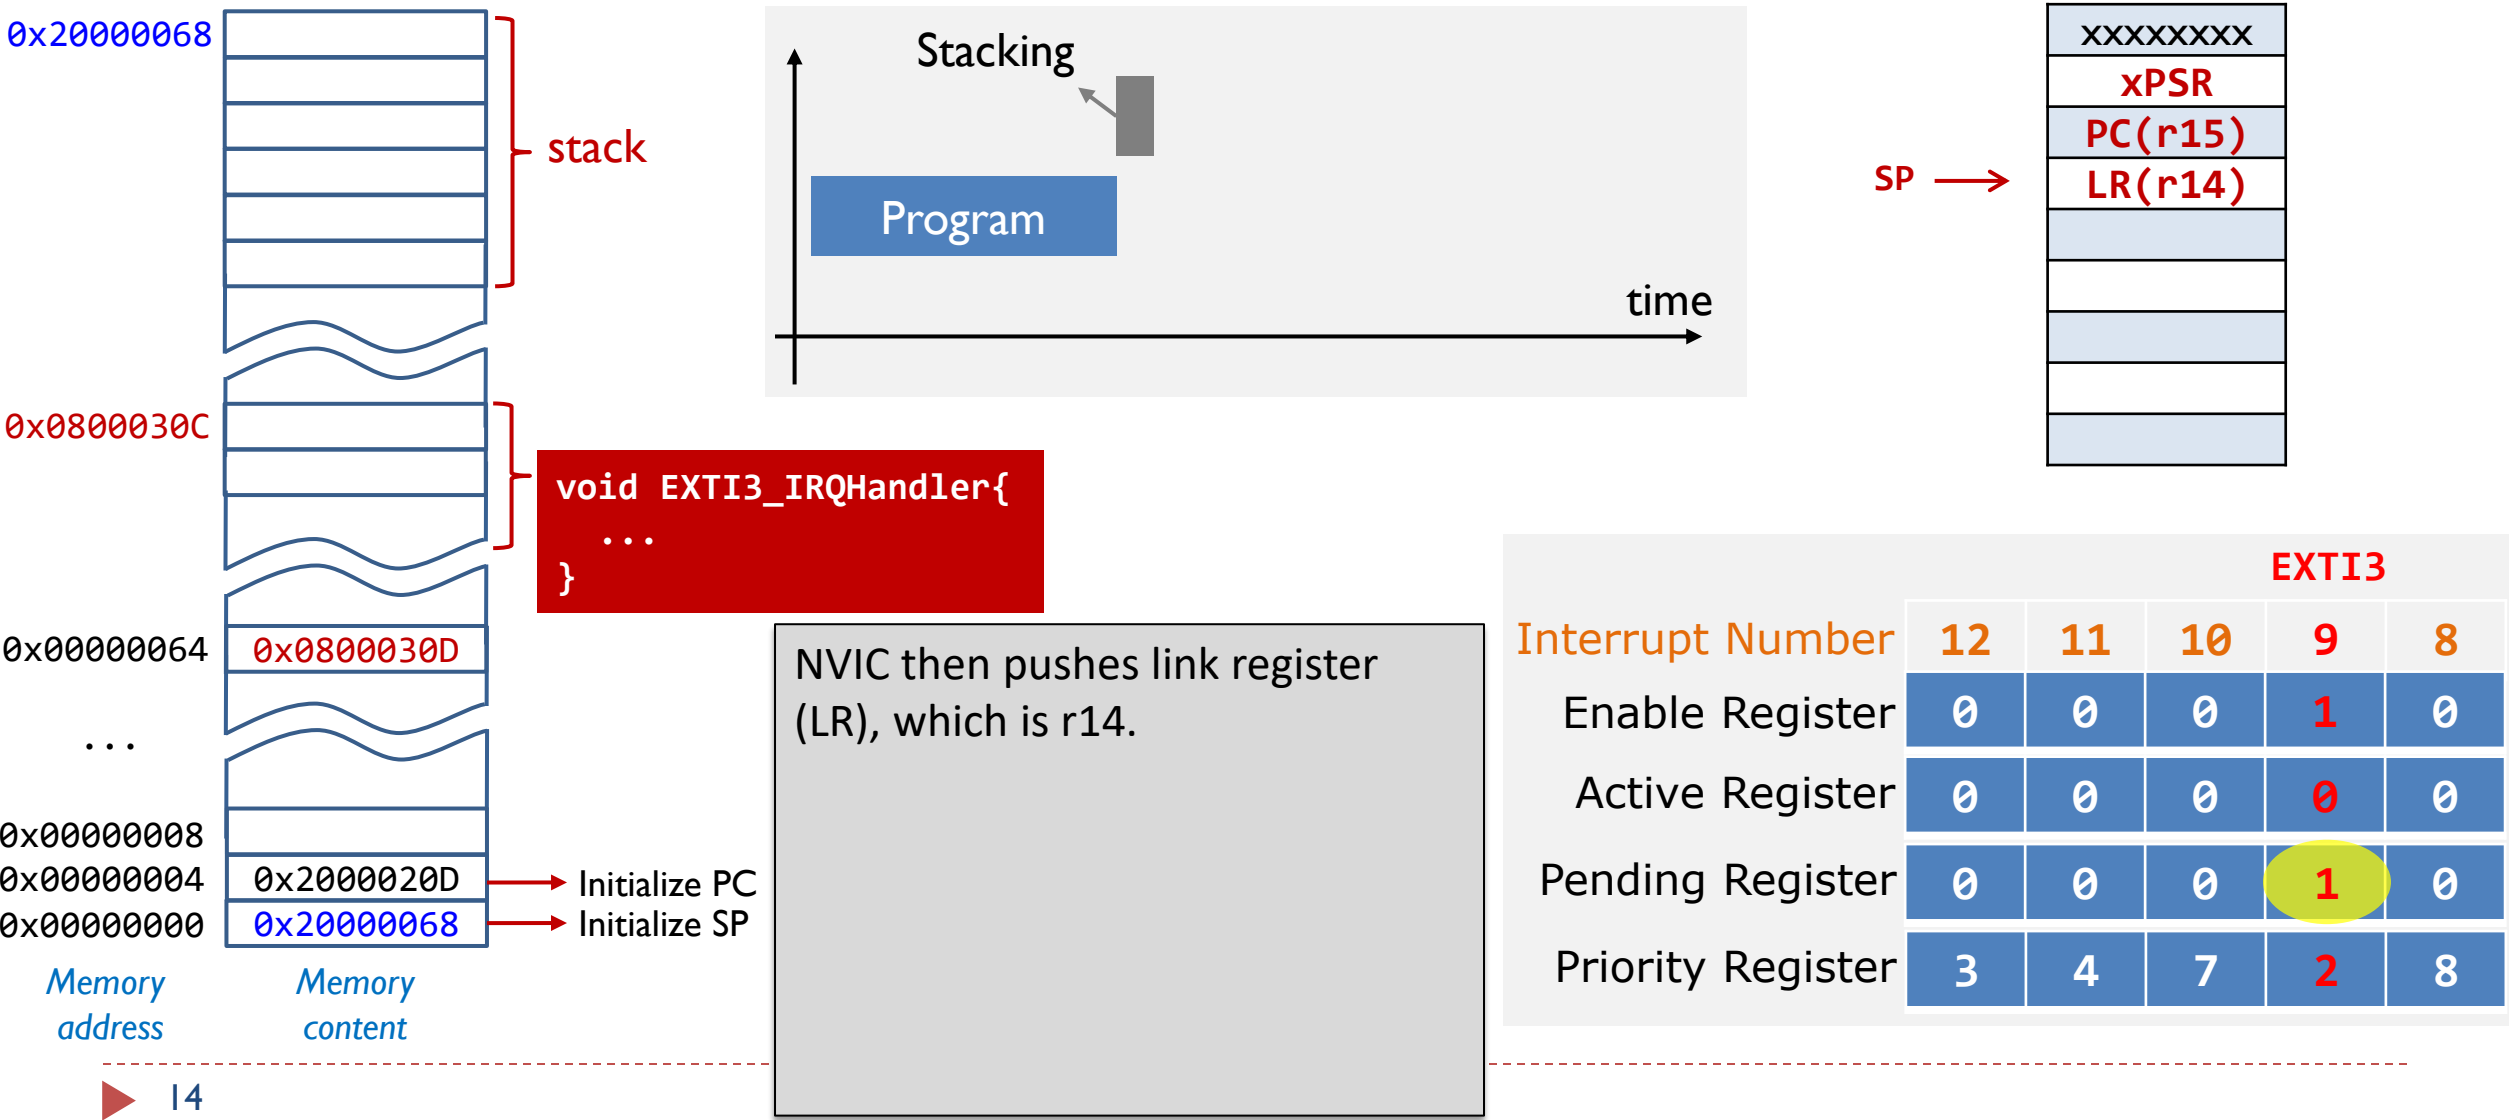 0x20000068
stack
0x0800030C
void EXTI3_IRQHandler{
...
}
0x00000064 0x0800030D
...
0x00000008
0x00000004 0x2000020D Initialize PC
0x00000000 0x20000068 Initialize SP
Memory address
Memory content
Stacking
Program
time
xxxxxxxx
xPSR
PC(r15)
SP LR(r14)
NVIC then pushes link register
(LR), which is r14.
EXTI3
Interrupt Number 12 11 10 9 8
Enable Register 0 0 0 1 0
Active Register 0 0 0 0 0
Pending Register 0 0 0 1 0
Priority Register 3 4 7 2 8
14